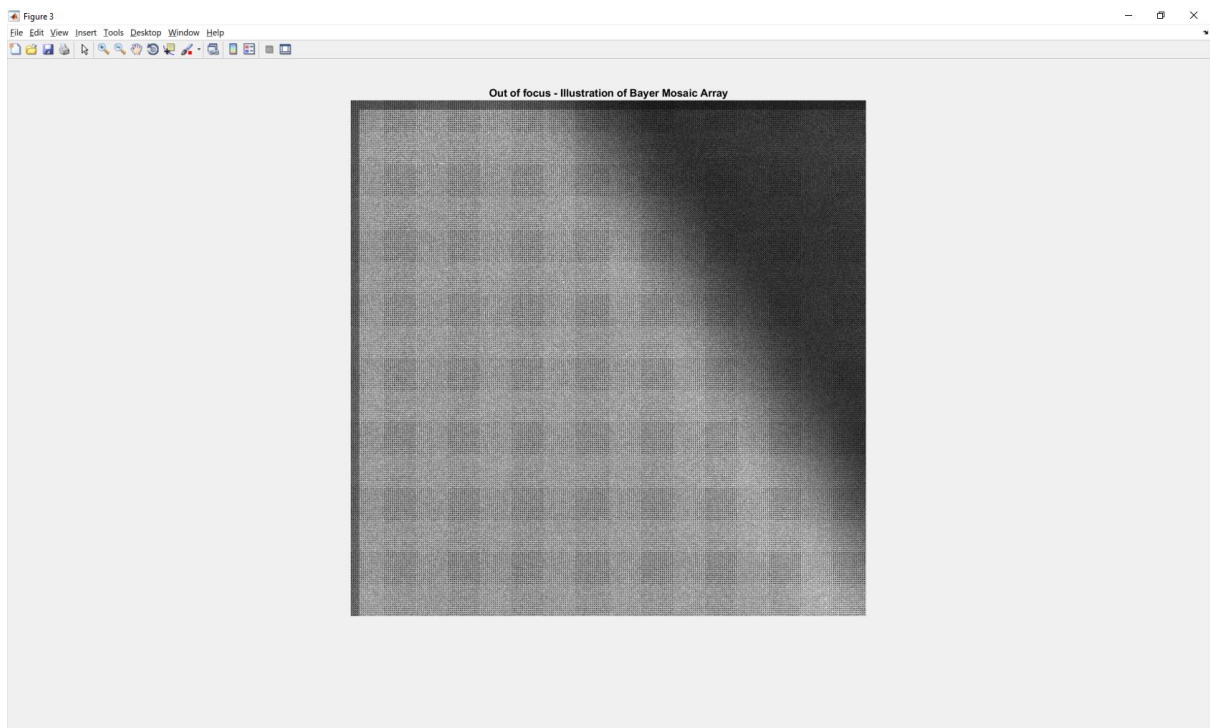 Figure 3
File Edit View Insert Tools Desktop Window Help
Out of focus - Illustration of Bayer Mosaic Array